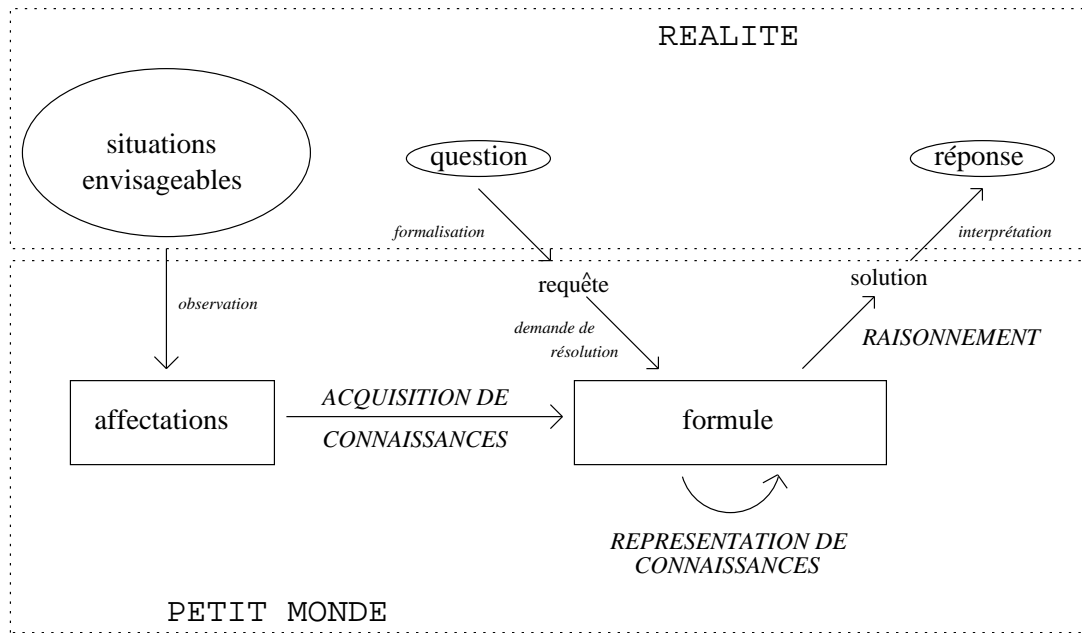 REALITE
situations
envisageables
question
réponse
formalisation
interprétation
observation
requête
solution
demande de
résolution
RAISONNEMENT
affectations
ACQUISITION DE
CONNAISSANCES
formule
REPRESENTATION DE
CONNAISSANCES
PETIT MONDE